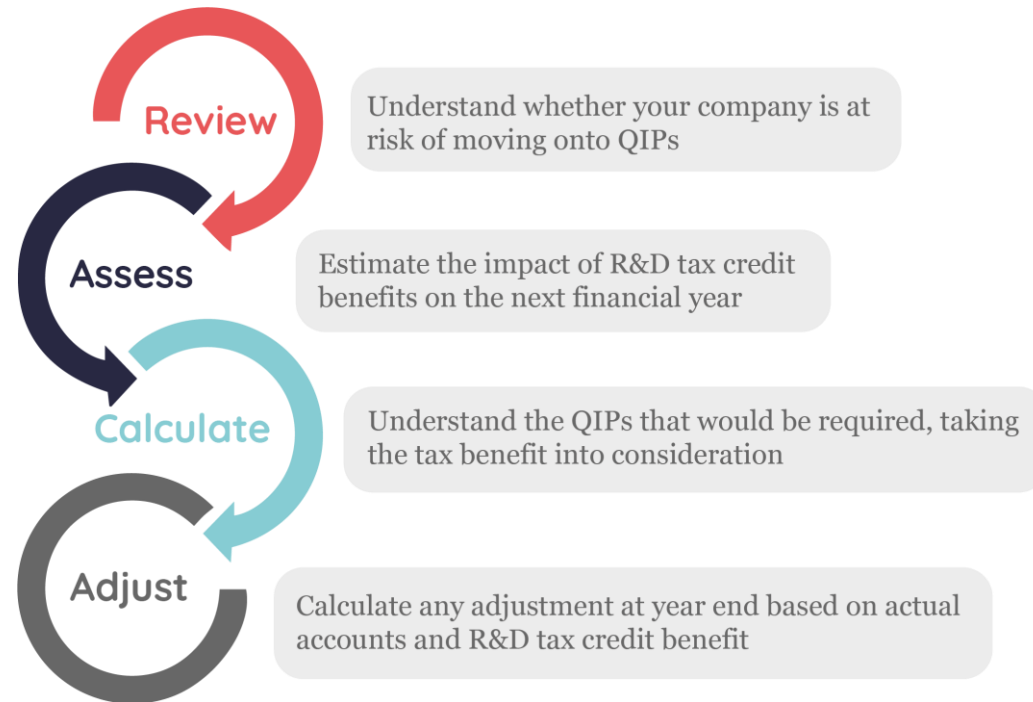 Review
Understand whether your company is at
risk of moving onto QIPs
Assess
Estimate the impact of R&D tax credit
benefits on the next financial year
Calculate
Understand the QIPs that would be required, taking
the tax benefit into consideration
Adjust
Calculate any adjustment at year end based on actual
accounts and R&D tax credit benefit